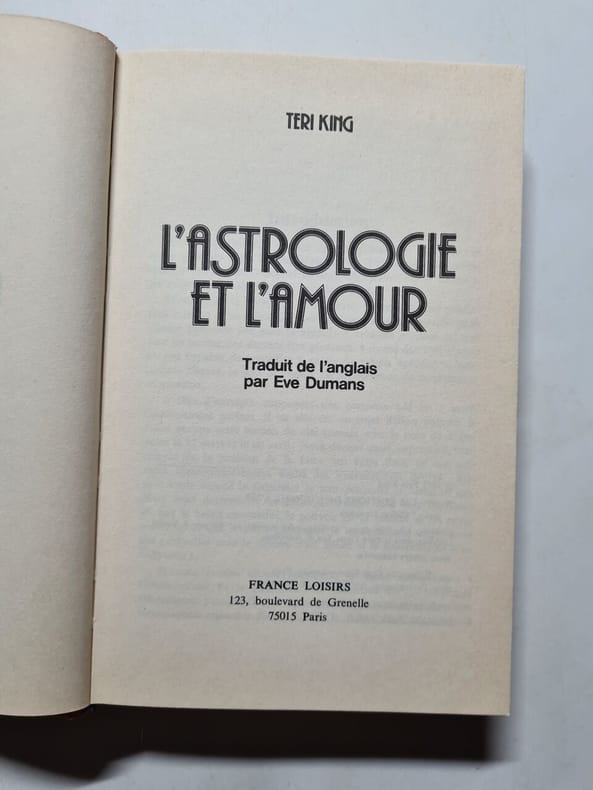 TERI KING
L'ASTROLOGIE
ET L'AMOUR
Traduit de l'anglais
par Eve Dumans
FRANCE LOISIRS
123, boulevard de Grenelle
75015 Paris